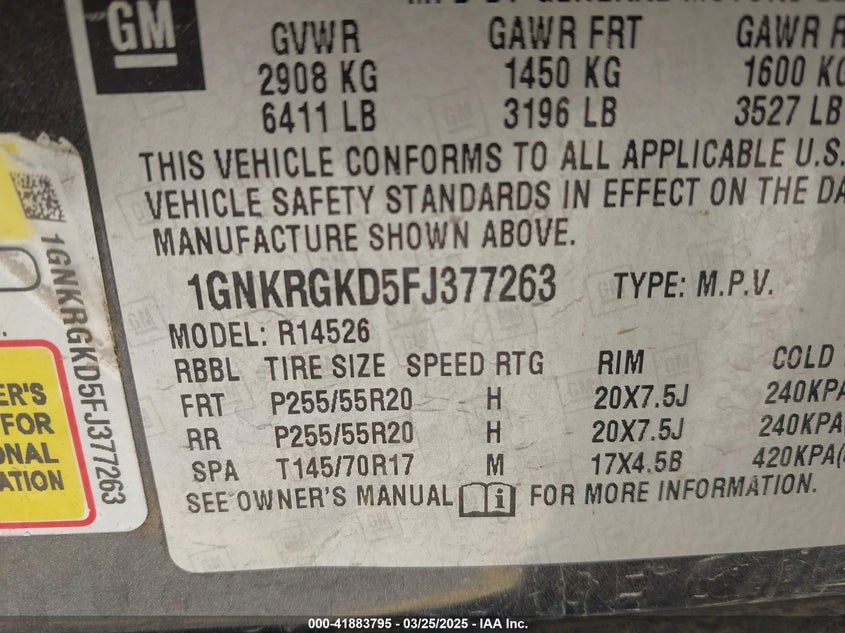 GM
GVWR GAWR FRT GAWR R
2908 KG 1450 KG 1600 KG
6411 LB 3196 LB 3527 LB
THIS VEHICLE CONFORMS TO ALL APPLICABLE U.S.
VEHICLE SAFETY STANDARDS IN EFFECT ON THE DA
MANUFACTURE SHOWN ABOVE.
1GNKRGKD5FJ377263 TYPE: M.P.V.
MODEL: R14526
RBBL TIRE SIZE SPEED RTG RIM COLD
FRT P255/55R20 H 20X7.5J 240KPA
RR P255/55R20 H 20X7.5J 240KPA(
SPA T145/70R17 M 17X4.5B 420KPA(
SEE OWNER'S MANUAL FOR MORE INFORMATION.
1GNKRGKD5FJ377263
ER'S
FOR
ONAL
ATION
000-41883795 - 03/25/2025 - IAA Inc.